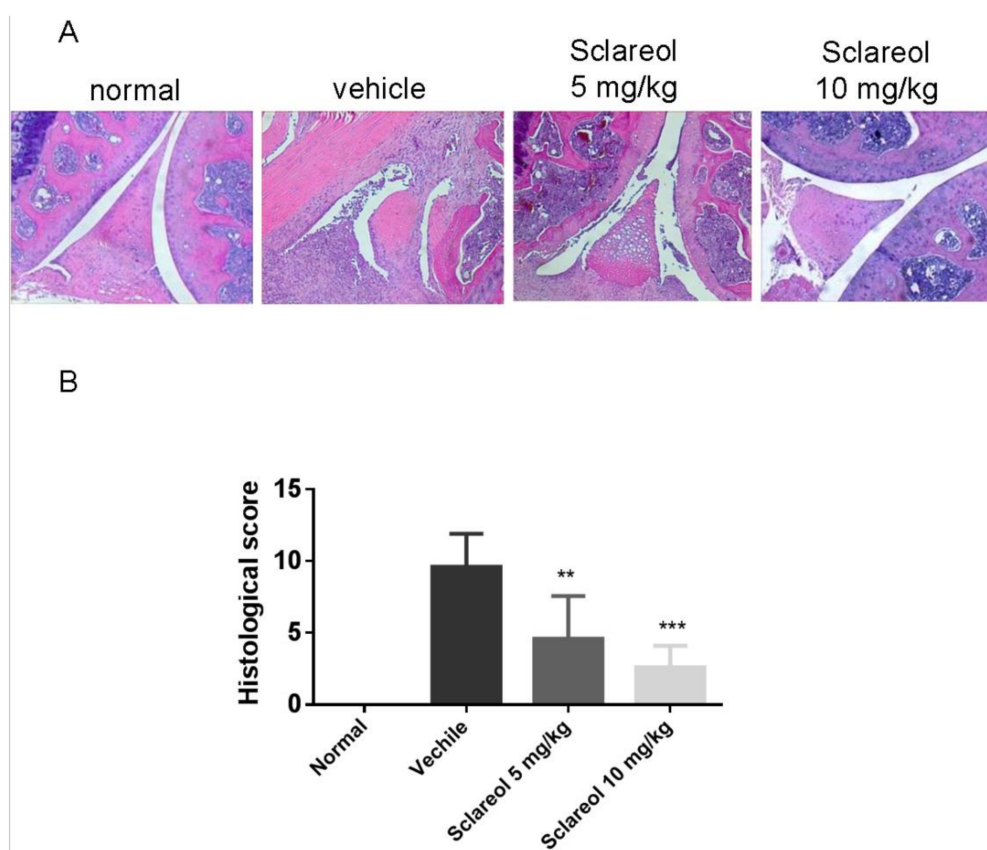 A
normal
vehicle
Sclareol
5 mg/kg
Sclareol
10 mg/kg
B
Histological score
15
10
5
0
**
***
Normal
Vechile
Sclareol 5 mg/kg
Sclareol 10 mg/kg